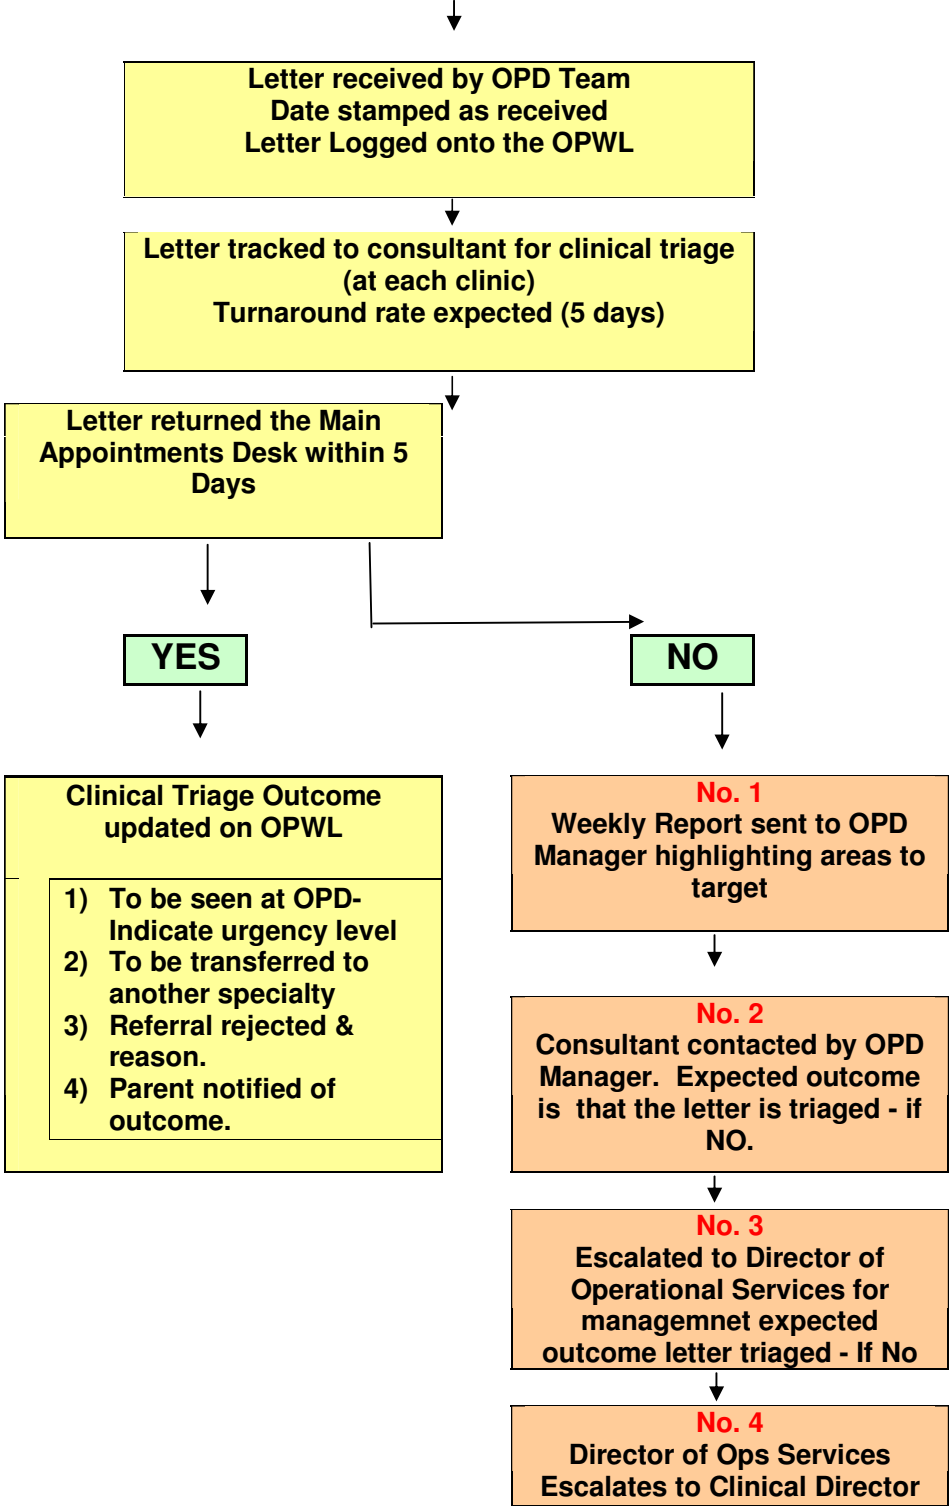 Letter received by OPD Team
Date stamped as received
Letter Logged onto the OPWL
Letter tracked to consultant for clinical triage
(at each clinic)
Turnaround rate expected (5 days)
Letter returned the Main
Appointments Desk within 5
Days
YES
NO
Clinical Triage Outcome
updated on OPWL
1) To be seen at OPD-
Indicate urgency level
2) To be transferred to
another specialty
3) Referral rejected &
reason.
4) Parent notified of
outcome.
No. 1
Weekly Report sent to OPD
Manager highlighting areas to
target
No. 2
Consultant contacted by OPD
Manager.  Expected outcome
is  that the letter is triaged - if
NO.
No. 3
Escalated to Director of
Operational Services for
managemnet expected
outcome letter triaged - If No
No. 4
Director of Ops Services
Escalates to Clinical Director